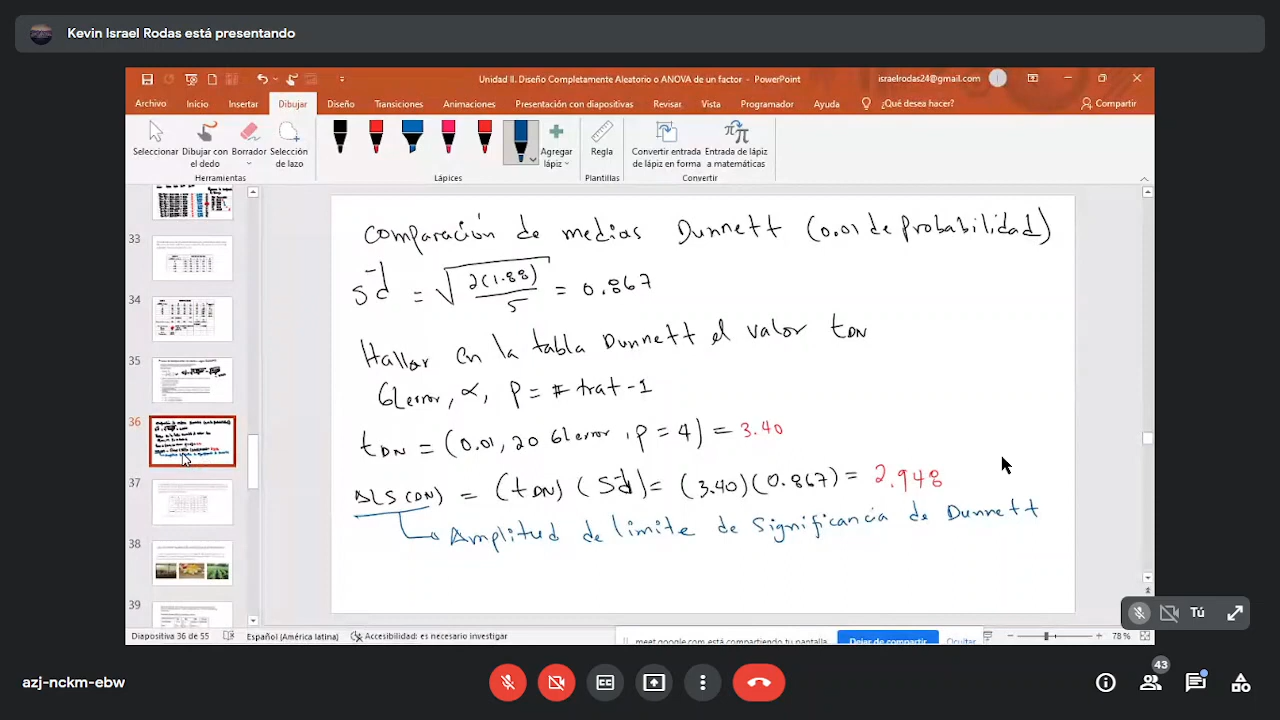 Kevin Israel Rodas está presentando
Unidad II. Diseño Completamente Aleatorio o ANOVA de un factor - PowerPoint
israelrodas24@gmail.com
Archivo Inicio Insertar Dibujar Diseño Transiciones Animaciones Presentación con diapositivas Revisar Vista Programador Ayuda ¿Qué desea hacer? Compartir
Seleccionar
Dibujar con el dedo
Borrador
Selección de lazo
Agregar lápiz
Regla
Convertir entrada de lápiz en forma
Entrada de lápiz a matemáticas
Herramientas Lápices Plantillas Convertir
33
34
35
36
37
38
39
Comparación de medias Dunnett (0.01 de probabilidad)
Sd̄ = √2(1.88)/5 = 0.867
Hallar en la tabla Dunnett el valor tDN
GLerror, α, P = # trat -1
tDN = (0.01, 20 GLerror, P = 4) = 3.40
ALS(DN) = (tDN) (Sd̄) = (3.40)(0.867) = 2.948
Amplitud de limite de significancia de Dunnett
Tú
Diapositiva 36 de 55 Español (América latina) Accesibilidad: es necesario investigar
meet.google.com está compartiendo tu pantalla. Dejar de compartir Ocultar
78 %
azj-nckm-ebw
43